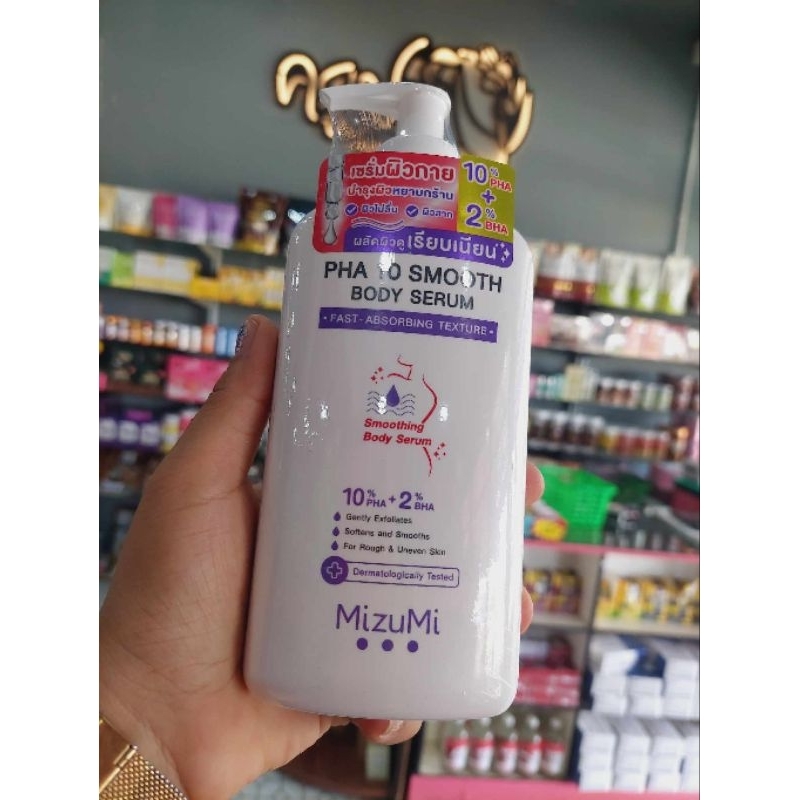 เซรั่มผิวกาย
บำรุงผิวหยาบกร้าน
ผิวไม่ลื่น ผิวสาก
10% PHA
+
2% BHA
ผลัดผิวดูเรียบเนียน
PHA 10 SMOOTH
BODY SERUM
• FAST-ABSORBING TEXTURE •
Smoothing
Body Serum
10% PHA + 2% BHA
Gently Exfoliates
Softens and Smooths
For Rough & Uneven Skin
Dermatologically Tested
MizuMi